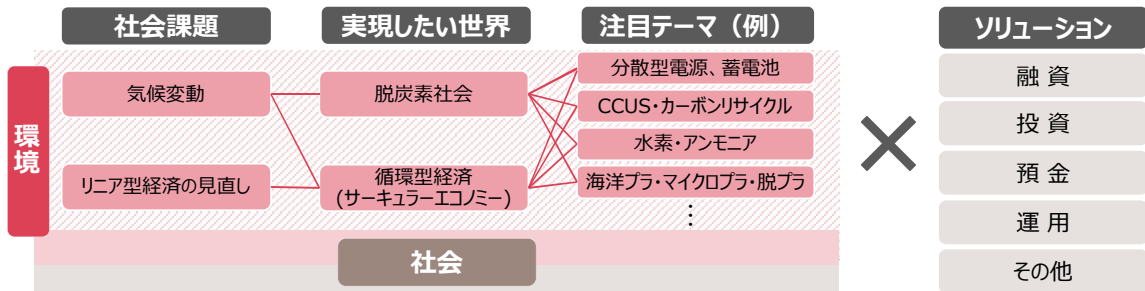 社会課題
実現したい世界
注目テーマ（例）
ソリューション
環境
気候変動
リニア型経済の見直し
脱炭素社会
循環型経済
(サーキュラーエコノミー)
分散型電源、蓄電池
CCUS・カーボンリサイクル
水素・アンモニア
海洋プラ・マイクロプラ・脱プラ
⋮
社会
×
融 資
投 資
預 金
運 用
その他